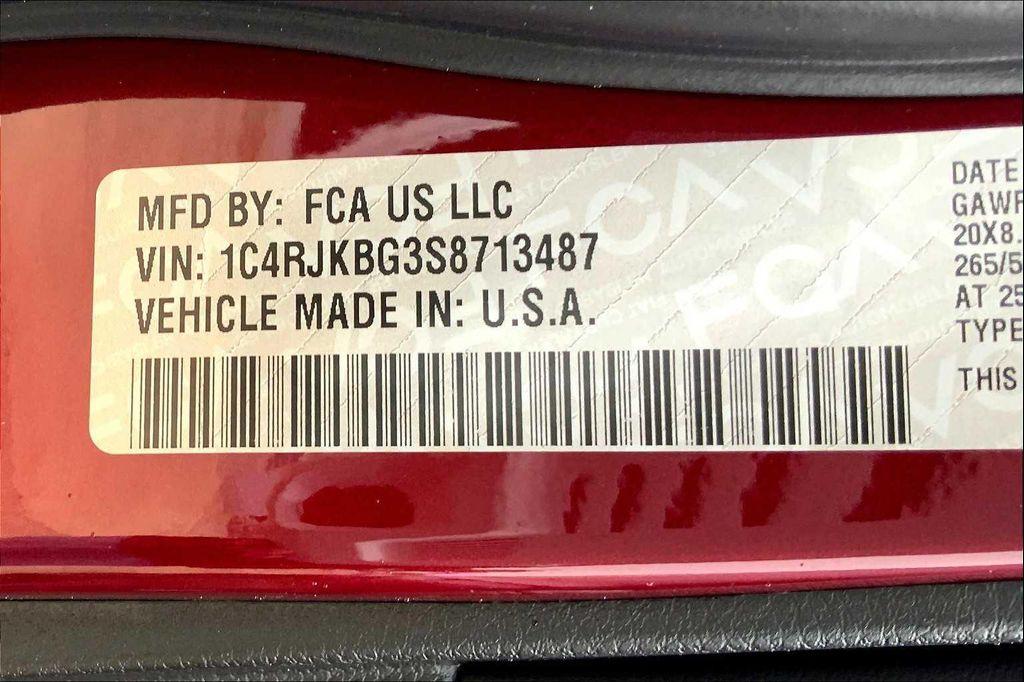 MFD BY: FCA US LLC
VIN: 1C4RJKBG3S8713487
VEHICLE MADE IN: U.S.A.
DATE
GAWR
20X8.
265/5
AT 25
TYPE
THIS